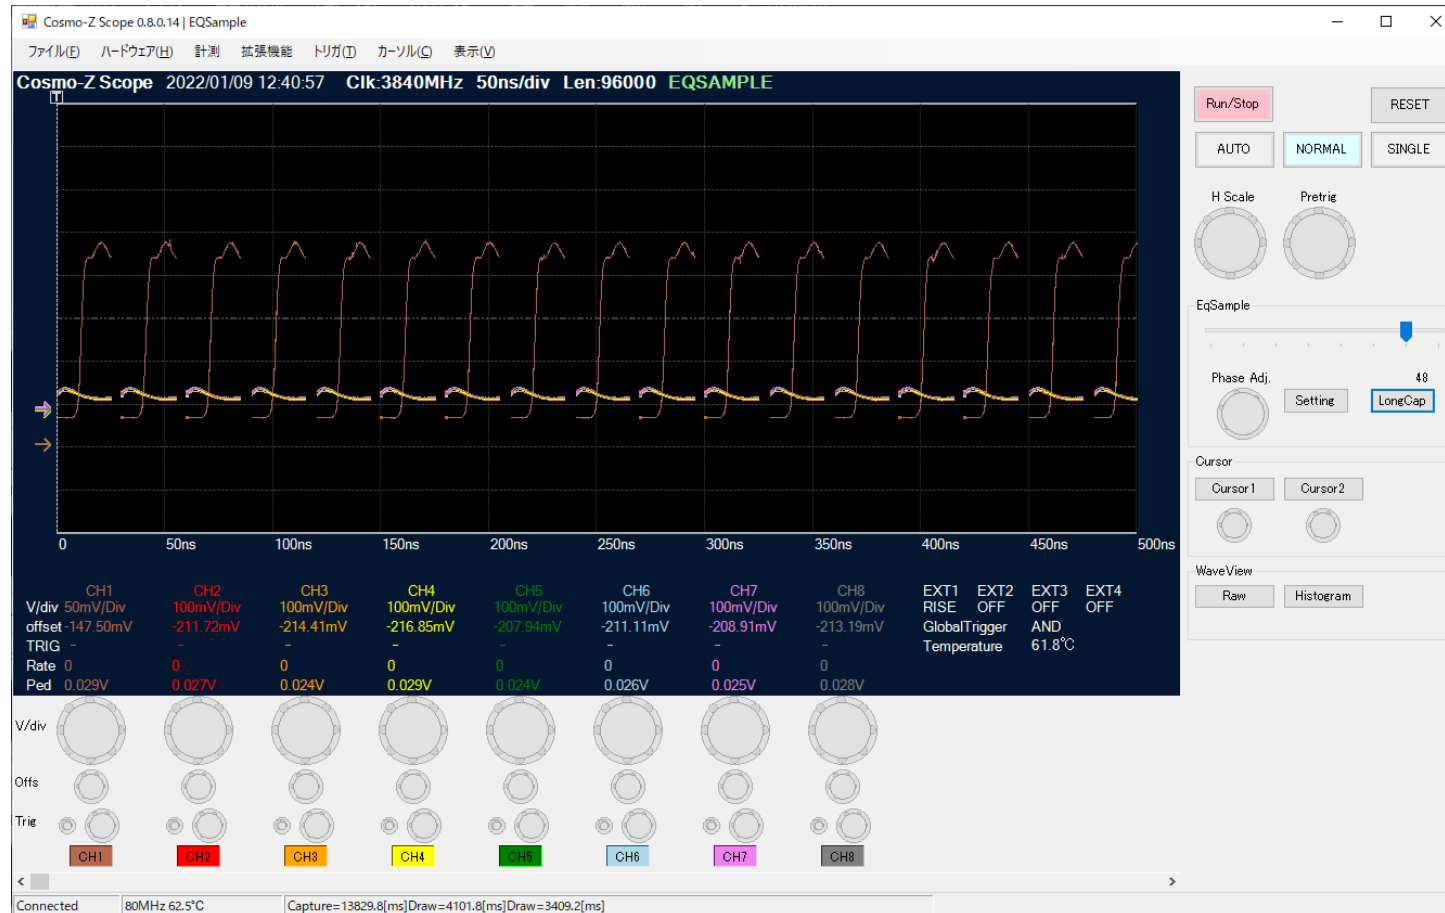 Cosmo-Z Scope 0.8.0.14 | EQSample
ファイル(F) ハードウェア(H) 計測 拡張機能 トリガ(T) カーソル(C) 表示(V)
Cosmo-Z Scope 2022/01/09 12:40:57 Clk:3840MHz 50ns/div Len:96000 EQSAMPLE
T
0 50ns 100ns 150ns 200ns 250ns 300ns 350ns 400ns 450ns 500ns
CH1 CH2 CH3 CH4 CH5 CH6 CH7 CH8 EXT1 EXT2 EXT3 EXT4
V/div 50mV/Div 100mV/Div 100mV/Div 100mV/Div 100mV/Div 100mV/Div 100mV/Div 100mV/Div RISE OFF OFF OFF
offset -147.50mV -211.72mV -214.41mV -216.85mV -207.94mV -211.11mV -208.91mV -213.19mV GlobalTrigger AND
TRIG - - - - - - - - Temperature 61.8℃
Rate 0 0 0 0 0 0 0 0
Ped 0.029V 0.027V 0.024V 0.029V 0.024V 0.026V 0.025V 0.028V
V/div
Offs
Trig
CH1 CH2 CH3 CH4 CH5 CH6 CH7 CH8
Run/Stop RESET
AUTO NORMAL SINGLE
H Scale Pretrig
EqSample
Phase Adj. 48
Setting LongCap
Cursor
Cursor1 Cursor2
WaveView
Raw Histogram
Connected 80MHz 62.5°C Capture=13829.8[ms]Draw=4101.8[ms]Draw=3409.2[ms]